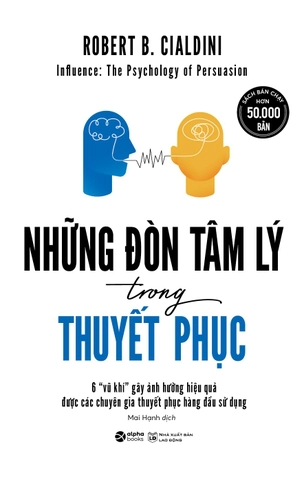 ROBERT B. CIALDINI
Influence: The Psychology of Persuasion
SÁCH BÁN CHẠY
HƠN
50.000
BẢN
NHỮNG ĐÒN TÂM LÝ
trong
THUYẾT PHỤC
6 “vũ khí” gây ảnh hưởng hiệu quả
được các chuyên gia thuyết phục hàng đầu sử dụng
Mai Hạnh dịch
alpha
books
NHÀ XUẤT BẢN
LAO ĐỘNG